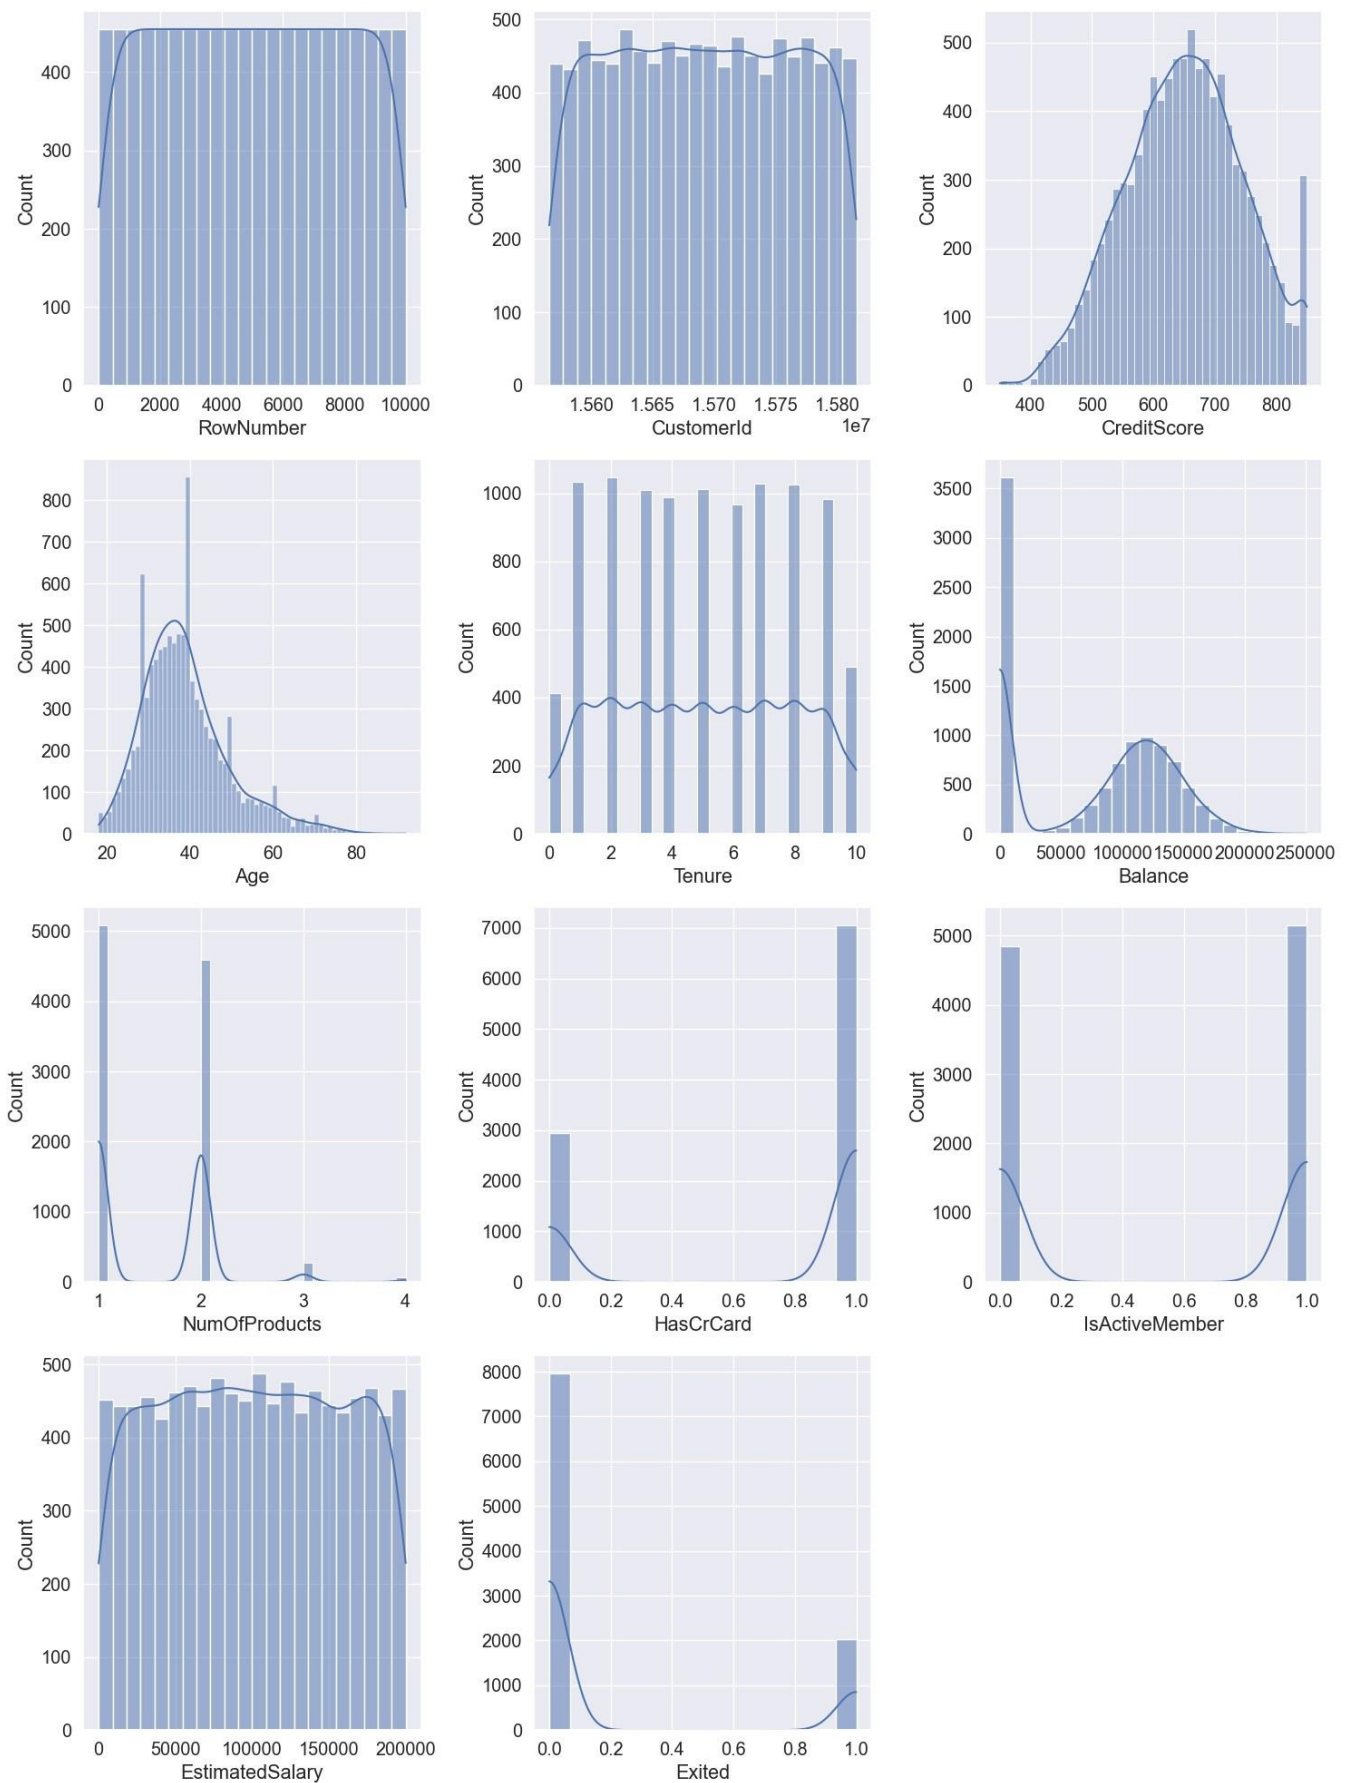 Count
400
300
200
100
0
0 2000 4000 6000 8000 10000
RowNumber
Count
500
400
300
200
100
0
1.560 1.565 1.570 1.575 1.580
1e7
CustomerId
Count
500
400
300
200
100
0
400 500 600 700 800
CreditScore
Count
800
700
600
500
400
300
200
100
0
20 40 60 80
Age
Count
1000
800
600
400
200
0
0 2 4 6 8 10
Tenure
Count
3500
3000
2500
2000
1500
1000
500
0
0 50000 100000 150000 200000 250000
Balance
Count
5000
4000
3000
2000
1000
0
1 2 3 4
NumOfProducts
Count
7000
6000
5000
4000
3000
2000
1000
0
0.0 0.2 0.4 0.6 0.8 1.0
HasCrCard
Count
5000
4000
3000
2000
1000
0
0.0 0.2 0.4 0.6 0.8 1.0
IsActiveMember
Count
500
400
300
200
100
0
0 50000 100000 150000 200000
EstimatedSalary
Count
8000
7000
6000
5000
4000
3000
2000
1000
0
0.0 0.2 0.4 0.6 0.8 1.0
Exited